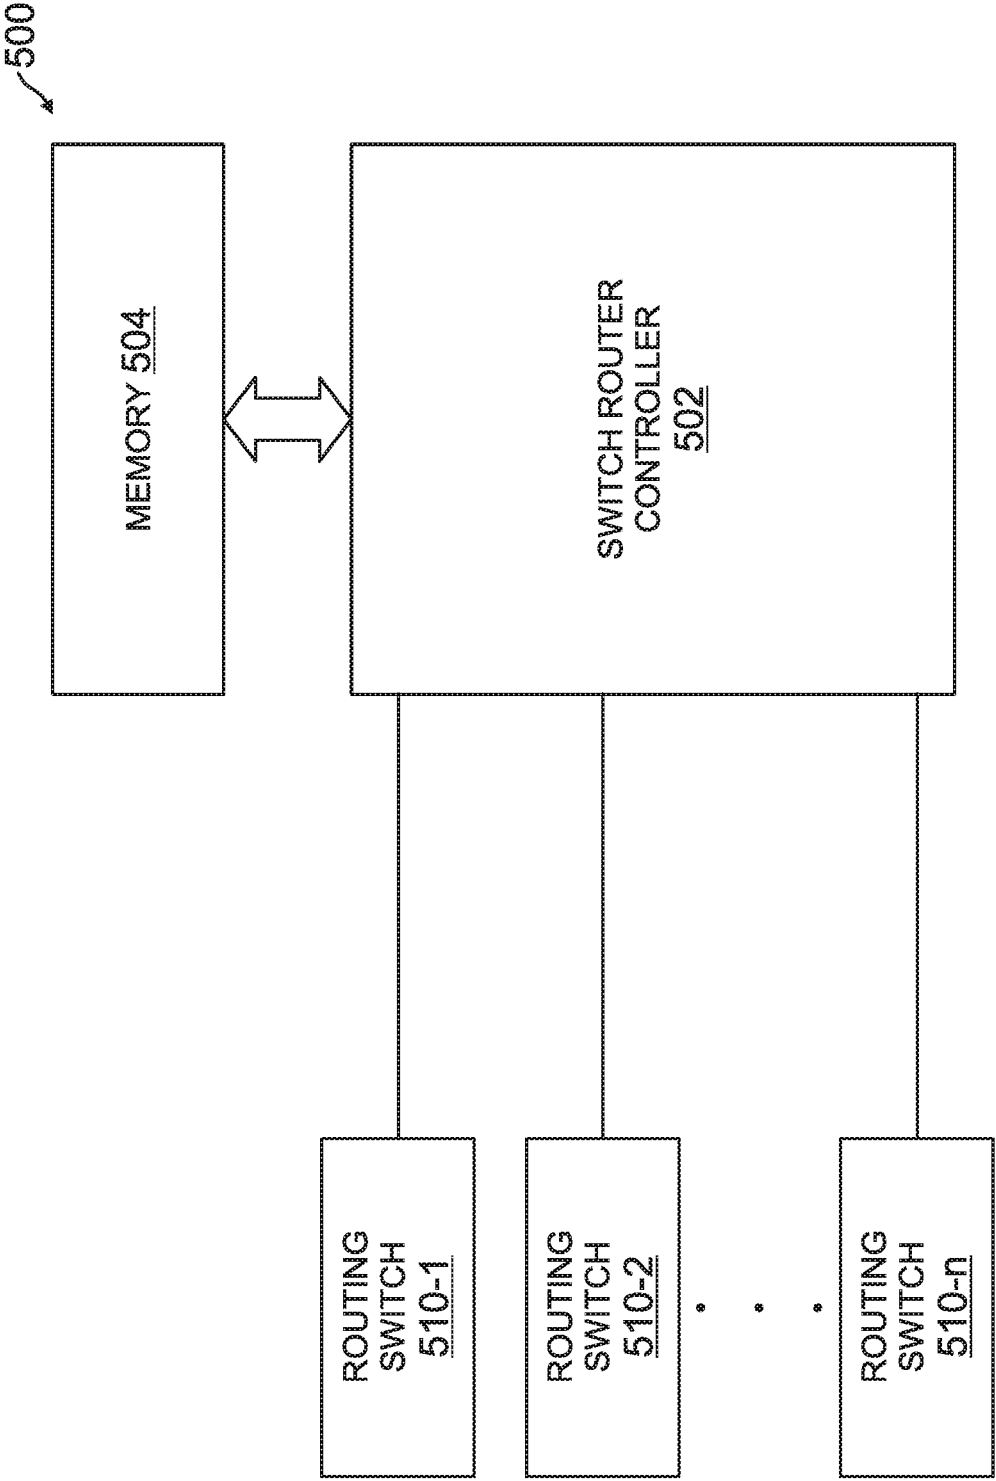 500
MEMORY 504
SWITCH ROUTER
CONTROLLER
502
ROUTING
SWITCH
510-1
ROUTING
SWITCH
510-2
ROUTING
SWITCH
510-n